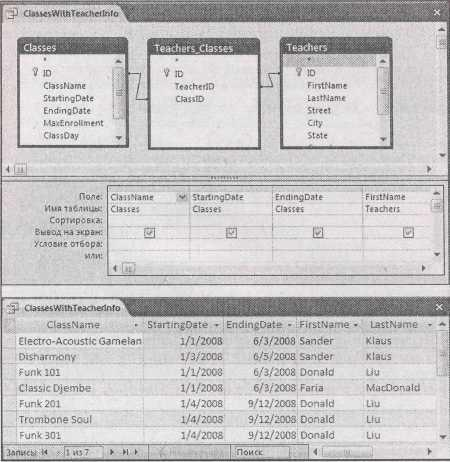 ClassesWithTeacherInfo
Classes
*
ID
ClassName
StartingDate
EndingDate
MaxEnrollment
ClassDay
Teachers_Classes
*
ID
TeacherID
ClassID
Teachers
*
ID
FirstName
LastName
Street
City
State
Поле: ClassName StartingDate EndingDate FirstName
Имя таблицы: Classes Classes Classes Teachers
Сортировка:
Вывод на экран:
Условие отбора:
или:
ClassesWithTeacherInfo
ClassName StartingDate EndingDate FirstName LastName
Electro-Acoustic Gamelan 1/1/2008 6/3/2008 Sander Klaus
Disharmony 1/3/2008 6/5/2008 Sander Klaus
Funk 101 1/1/2008 6/3/2008 Donald Liu
Classic Djembe 1/1/2008 6/3/2008 Faria MacDonald
Funk 201 1/4/2008 9/12/2008 Donald Liu
Trombone Soul 1/4/2008 9/12/2008 Donald Liu
Funk 301 1/4/2008 9/12/2008 Donald Liu
Записи: 1 из 7 Поиск